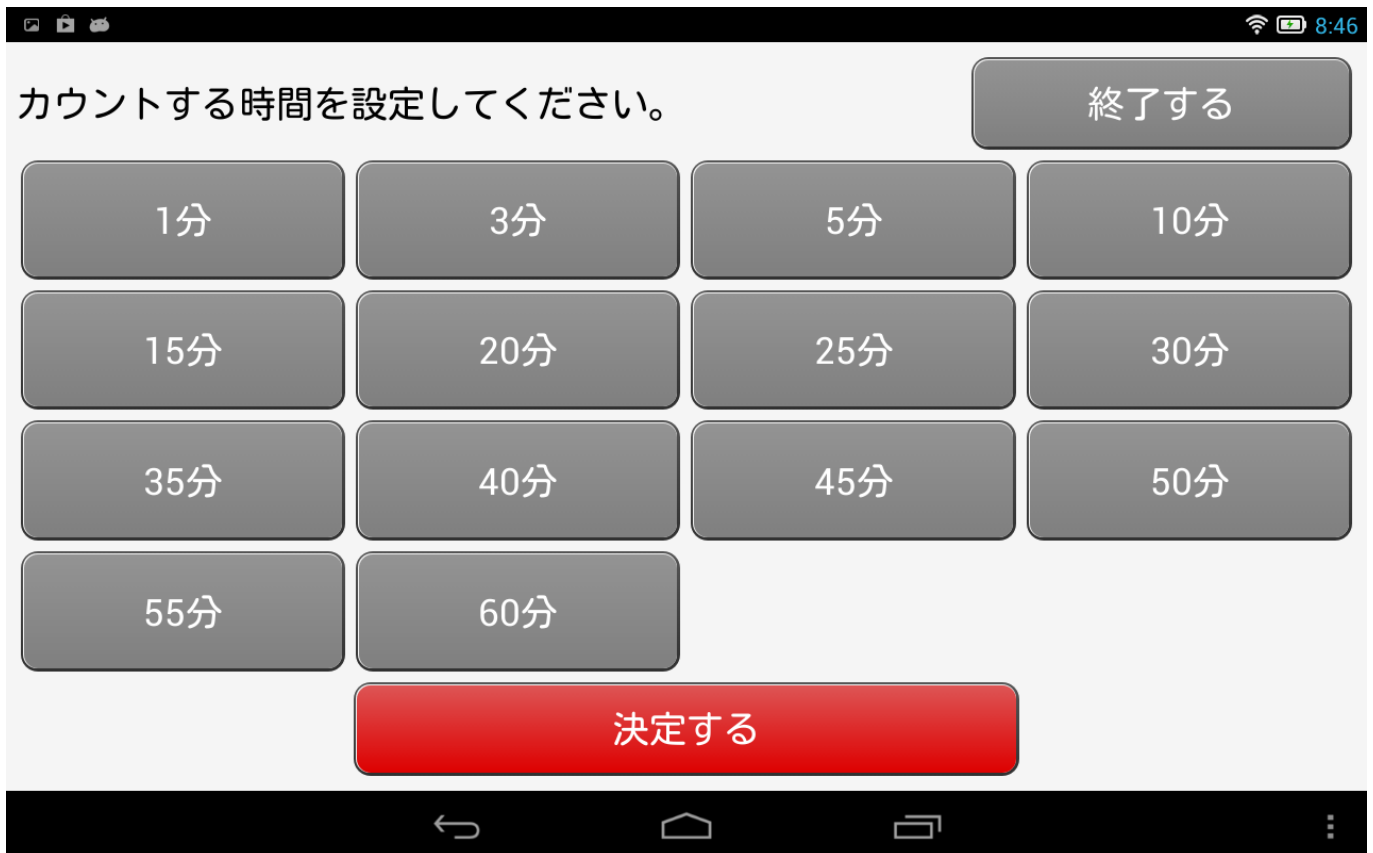 8:46
カウントする時間を設定してください。
終了する
1分 3分 5分 10分
15分 20分 25分 30分
35分 40分 45分 50分
55分 60分
決定する